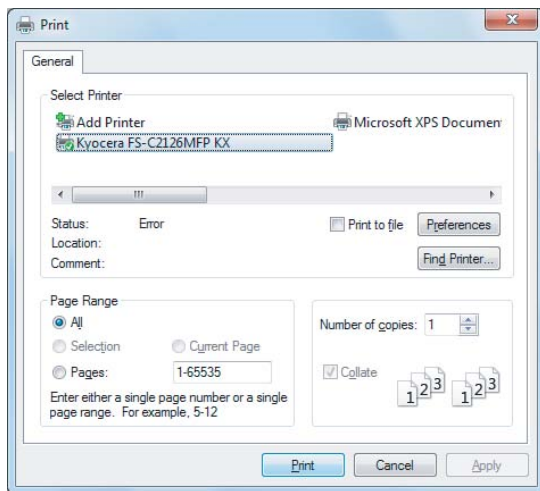 Print
General
Select Printer
Add Printer
Microsoft XPS Documen
Kyocera FS-C2126MFP KX
Status: Error
Print to file
Preferences
Location:
Comment:
Find Printer...
Page Range
All
Selection
Current Page
Pages: 1-65535
Enter either a single page number or a single
page range. For example, 5-12
Number of copies: 1
Collate
1 2 3 1 2 3
Print
Cancel
Apply